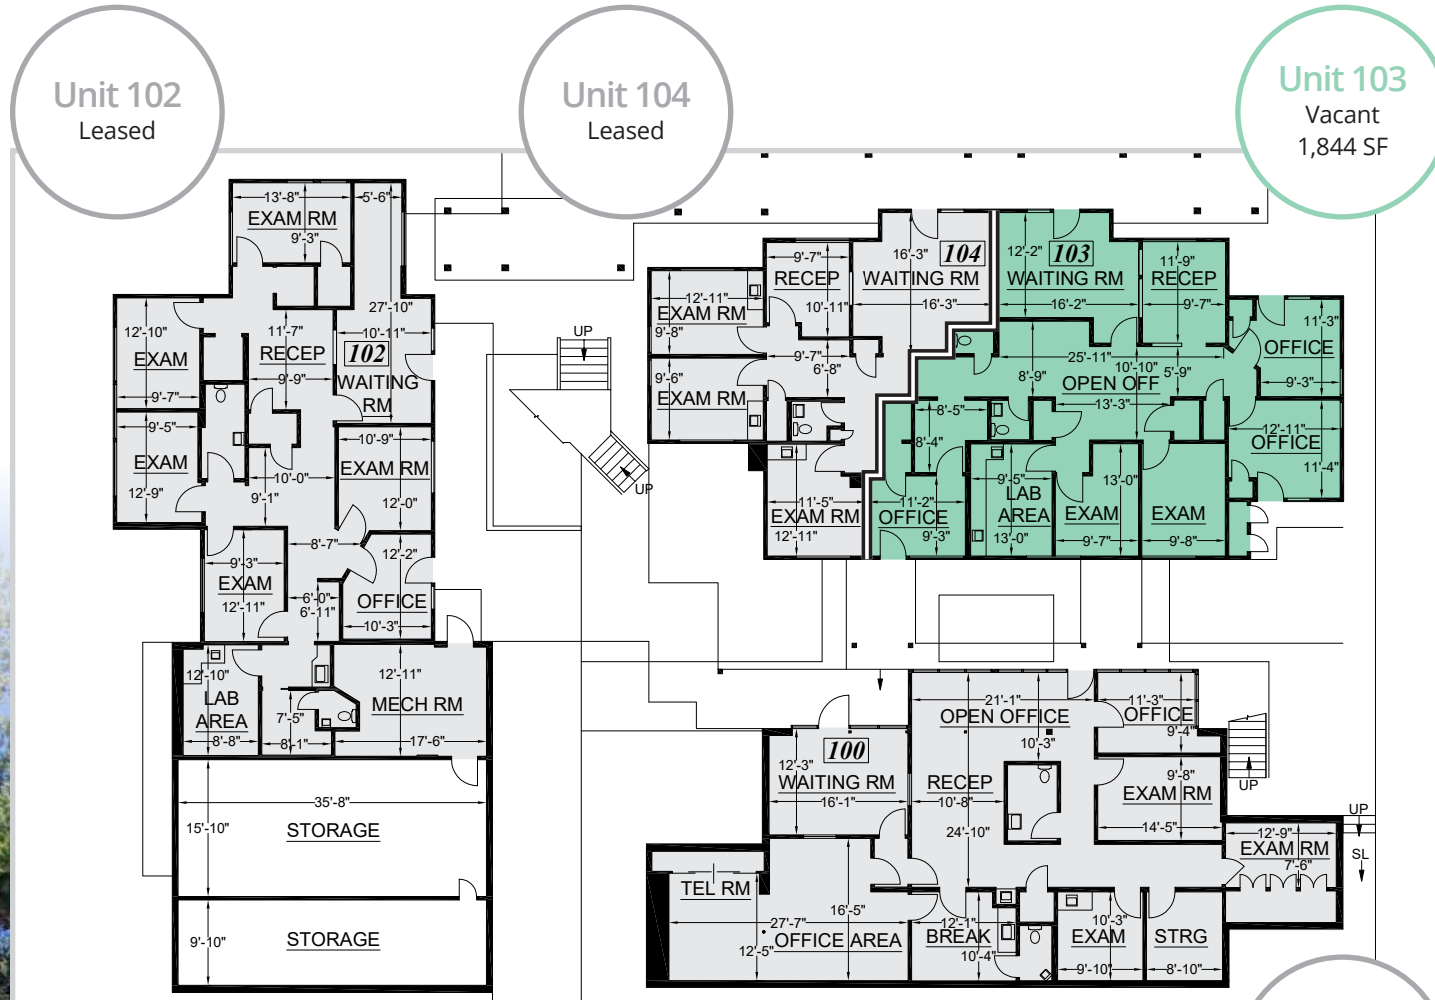 Unit 102
Leased
Unit 104
Leased
Unit 103
Vacant
1,844 SF
13'-8"
EXAM RM
9'-3"
5'-6"
27'-10"
10'-11"
102
WAITING
RM
12'-10"
EXAM
9'-7"
11'-7"
RECEP
9'-9"
9'-5"
EXAM
12'-9"
10'-0"
9'-1"
10'-9"
EXAM RM
12'-0"
8'-7"
9'-3"
EXAM
12'-11"
6'-0"
6'-11"
12'-2"
OFFICE
10'-3"
12'-10"
LAB
AREA
8'-8"
7'-5"
8'-1"
12'-11"
MECH RM
17'-6"
35'-8"
15'-10"
STORAGE
9'-10"
STORAGE
UP
UP
12'-11"
EXAM RM
9'-8"
9'-6"
EXAM RM
9'-7"
RECEP
10'-11"
16'-3"
104
WAITING RM
16'-3"
9'-7"
6'-8"
11'-5"
EXAM RM
12'-11"
12'-2"
103
WAITING RM
16'-2"
11'-9"
RECEP
9'-7"
11'-3"
OFFICE
9'-3"
25'-11"
10'-10"
8'-9"
OPEN OFF
5'-9"
13'-3"
8'-5"
8'-4"
12'-11"
OFFICE
11'-4"
11'-2"
OFFICE
9'-3"
9'-5"
LAB
AREA
13'-0"
13'-0"
EXAM
9'-7"
EXAM
9'-8"
12'-3"
100
WAITING RM
16'-1"
21'-1"
OPEN OFFICE
10'-3"
11'-3"
OFFICE
9'-4"
RECEP
10'-8"
24'-10"
9'-8"
EXAM RM
14'-5"
UP
UP
SL
12'-9"
EXAM RM
7'-6"
TEL RM
27'-7"
16'-5"
12'-5"
OFFICE AREA
12'-1"
BREAK
10'-4"
10'-3"
EXAM
9'-10"
STRG
8'-10"